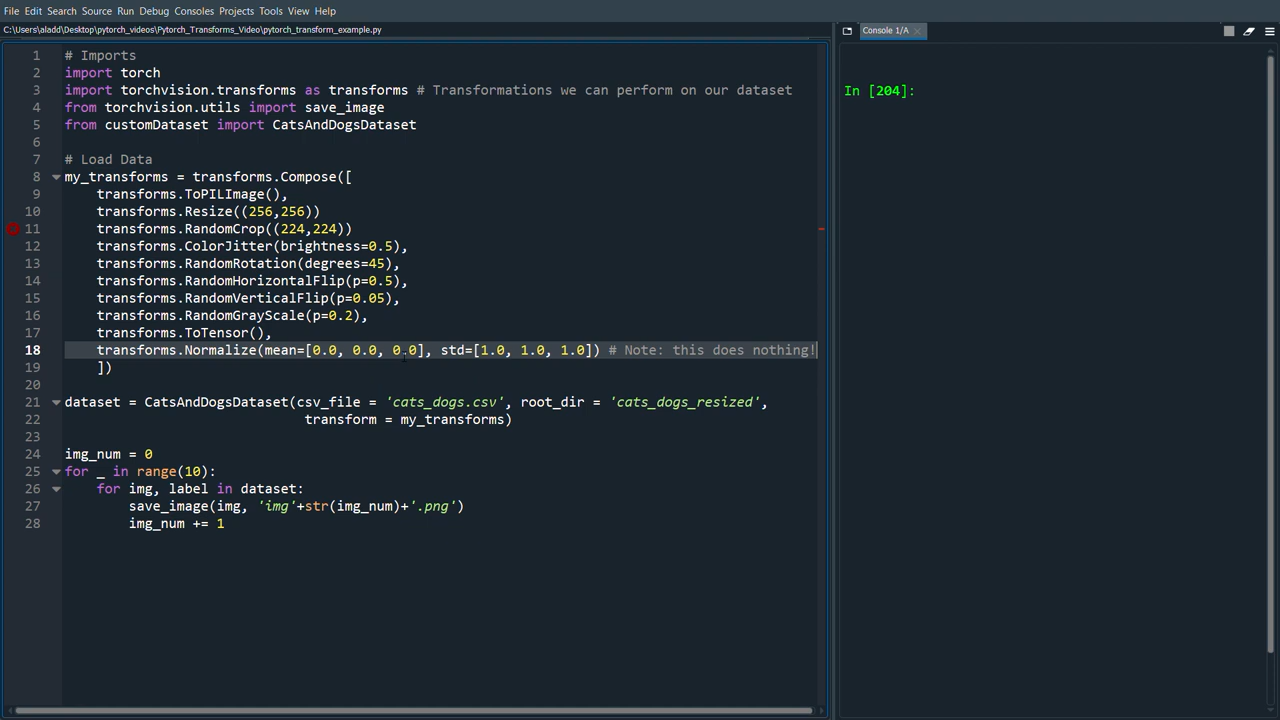 File Edit Search Source Run Debug Consoles Projects Tools View Help
C:\Users\aladd\Desktop\pytorch_videos\Pytorch_Transforms_Video\pytorch_transform_example.py
Console 1/A
1 # Imports
2 import torch
3 import torchvision.transforms as transforms # Transformations we can perform on our dataset
4 from torchvision.utils import save_image
5 from customDataset import CatsAndDogsDataset
6
7 # Load Data
8 my_transforms = transforms.Compose([
9 transforms.ToPILImage(),
10 transforms.Resize((256,256))
11 transforms.RandomCrop((224,224))
12 transforms.ColorJitter(brightness=0.5),
13 transforms.RandomRotation(degrees=45),
14 transforms.RandomHorizontalFlip(p=0.5),
15 transforms.RandomVerticalFlip(p=0.05),
16 transforms.RandomGrayScale(p=0.2),
17 transforms.ToTensor(),
18 transforms.Normalize(mean=[0.0, 0.0, 0.0], std=[1.0, 1.0, 1.0]) # Note: this does nothing!
19 ])
20
21 dataset = CatsAndDogsDataset(csv_file = 'cats_dogs.csv', root_dir = 'cats_dogs_resized',
22 transform = my_transforms)
23
24 img_num = 0
25 for _ in range(10):
26 for img, label in dataset:
27 save_image(img, 'img'+str(img_num)+'.png')
28 img_num += 1
In [204]: